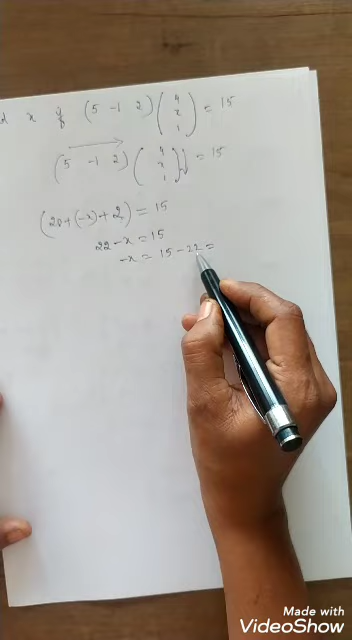 x if (5 -1 2) (4 x 1) = 15
(5 -1 2) (4 x 1) = 15
(20+(-x)+2) = 15
22-x = 15
-x = 15-22 =
Made with
VideoShow